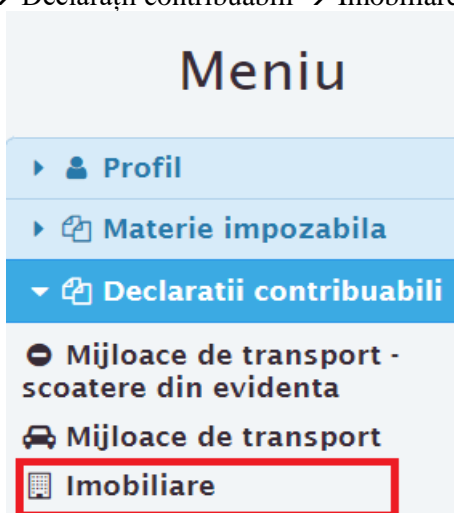 Declarații contribuabili → Imobiliare
Meniu
Profil
Materie impozabila
Declaratii contribuabili
Mijloace de transport -
scoatere din evidenta
Mijloace de transport
Imobiliare